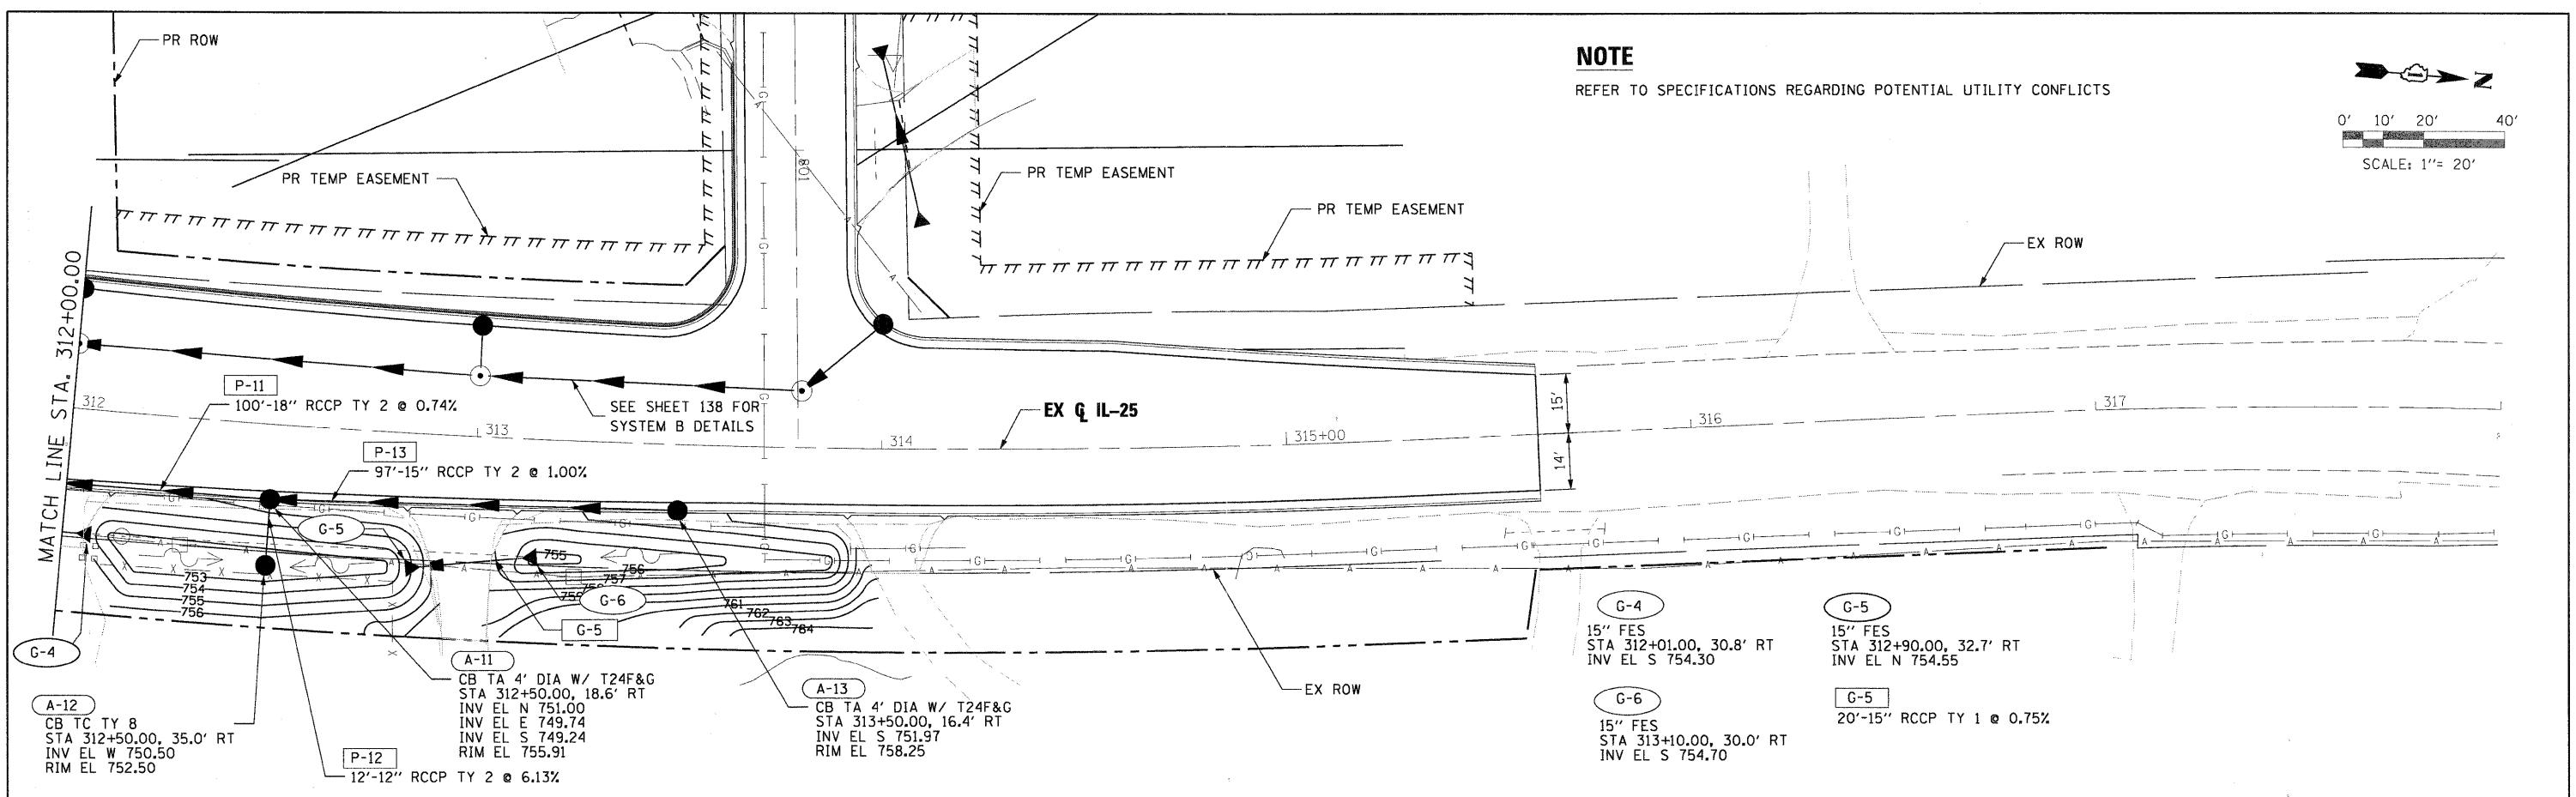 PR ROW
NOTE
REFER TO SPECIFICATIONS REGARDING POTENTIAL UTILITY CONFLICTS
N
0' 10' 20' 40'
SCALE: 1"= 20'
PR TEMP EASEMENT
801
PR TEMP EASEMENT
PR TEMP EASEMENT
EX ROW
MATCH LINE STA. 312+00.00
P-11
100'-18" RCCP TY 2 @ 0.74%
SEE SHEET 138 FOR
SYSTEM B DETAILS
EX ℄ IL-25
15'
14'
312
313
314
315+00
316
317
P-13
97'-15" RCCP TY 2 @ 1.00%
G-5
G-6
G-5
G-4
753
754
755
756
755
756
757
761
762
763
764
A-12
CB TC TY 8
STA 312+50.00, 35.0' RT
INV EL W 750.50
RIM EL 752.50
P-12
12'-12" RCCP TY 2 @ 6.13%
A-11
CB TA 4' DIA W/ T24F&G
STA 312+50.00, 18.6' RT
INV EL N 751.00
INV EL E 749.74
INV EL S 749.24
RIM EL 755.91
A-13
CB TA 4' DIA W/ T24F&G
STA 313+50.00, 16.4' RT
INV EL S 751.97
RIM EL 758.25
EX ROW
G-4
15" FES
STA 312+01.00, 30.8' RT
INV EL S 754.30
G-5
15" FES
STA 312+90.00, 32.7' RT
INV EL N 754.55
G-6
15" FES
STA 313+10.00, 30.0' RT
INV EL S 754.70
G-5
20'-15" RCCP TY 1 @ 0.75%